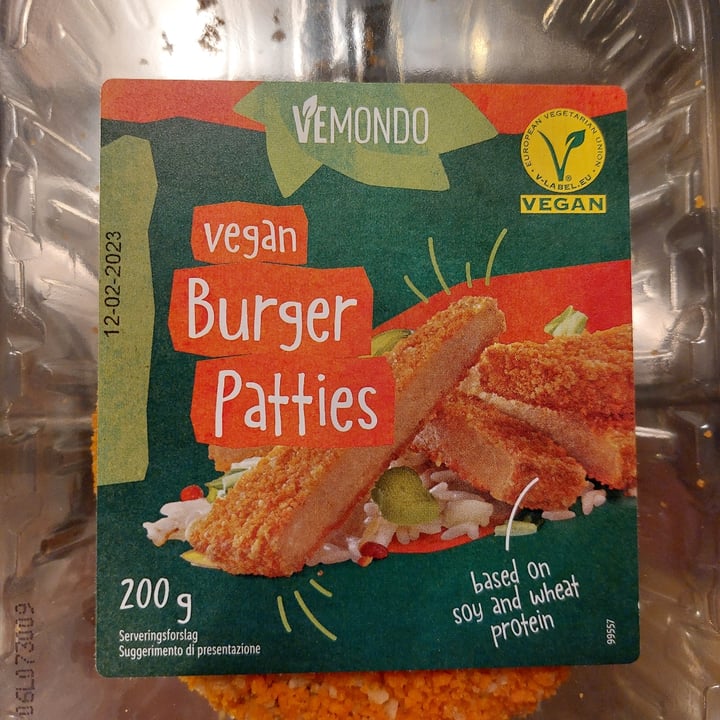 VEMONDO
EUROPEAN VEGETARIAN UNION
V-LABEL.EU
VEGAN
vegan
Burger
Patties
12-02-2023
based on
soy and wheat
protein
200 g
Serveringsforslag
Suggerimento di presentazione
99557
06L073009